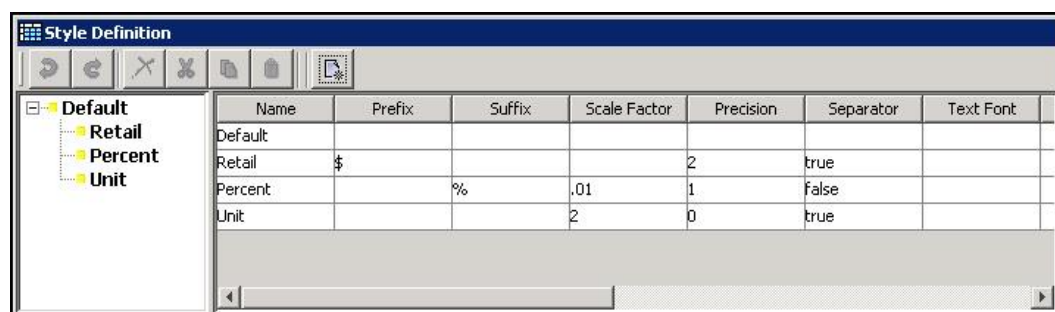 Style Definition
Default
Retail
Percent
Unit
Name Prefix Suffix Scale Factor Precision Separator Text Font
Default
Retail $ 2 true
Percent % .01 1 false
Unit 2 0 true